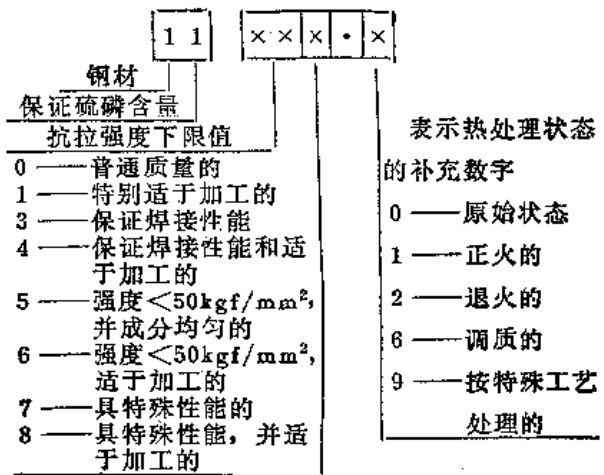 1 1 ××ו×
钢材
保证硫磷含量
抗拉强度下限值
0——普通质量的
1——特别适于加工的
3——保证焊接性能
4——保证焊接性能和适
于加工的
5——强度<50kgf/mm²,
并成分均匀的
6——强度<50kgf/mm²,
适于加工的
7——具特殊性能的
8——具特殊性能，并适
于加工的
表示热处理状态
的补充数字
0——原始状态
1——正火的
2——退火的
6——调质的
9——按特殊工艺
处理的